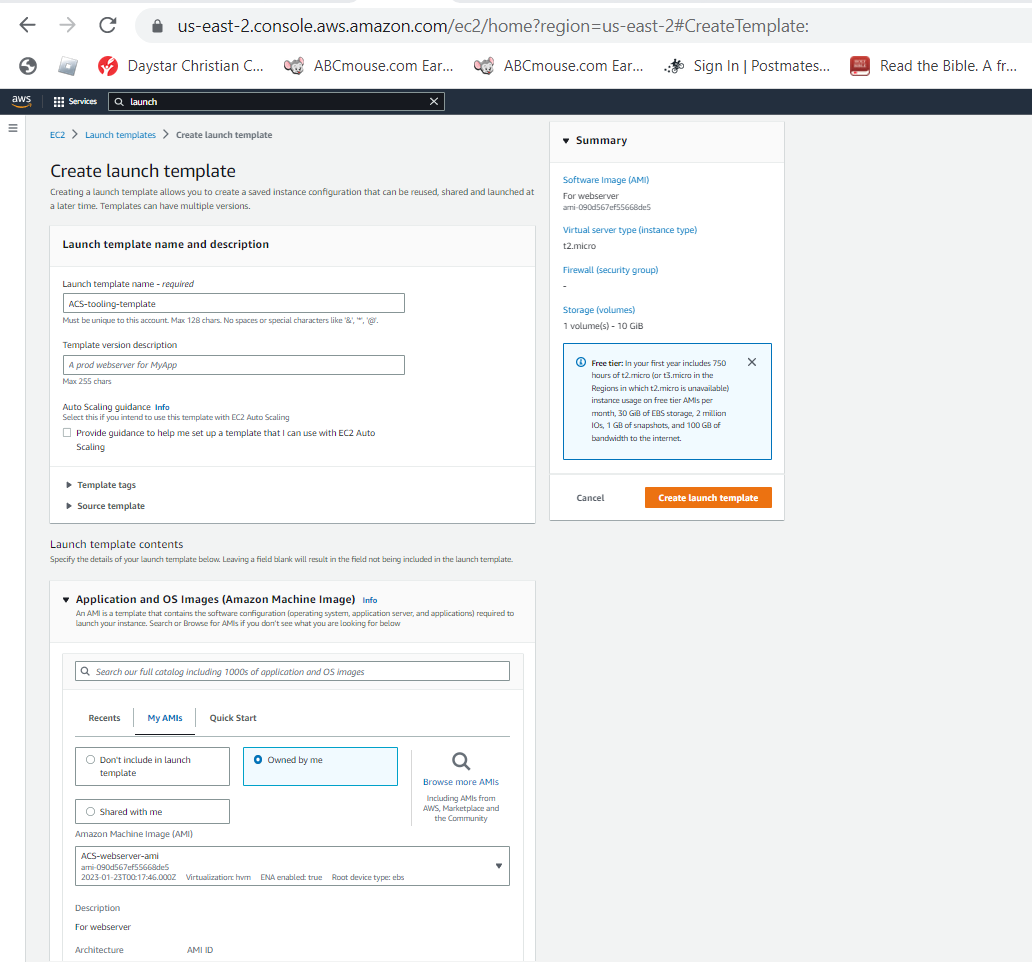 us-east-2.console.aws.amazon.com/ec2/home?region=us-east-2#CreateTemplate:
Daystar Christian C...
ABCmouse.com Ear...
ABCmouse.com Ear...
Sign In | Postmates...
HOLY BIBLE
Read the Bible. A fr...
aws
Services
launch
EC2
Launch templates
Create launch template
Create launch template
Creating a launch template allows you to create a saved instance configuration that can be reused, shared and launched at
a later time. Templates can have multiple versions.
Launch template name and description
Launch template name - required
ACS-tooling-template
Must be unique to this account. Max 128 chars. No spaces or special characters like '&', '*', '@'.
Template version description
A prod webserver for MyApp
Max 255 chars
Auto Scaling guidance Info
Select this if you intend to use this template with EC2 Auto Scaling
Provide guidance to help me set up a template that I can use with EC2 Auto
Scaling
Template tags
Source template
Launch template contents
Specify the details of your launch template below. Leaving a field blank will result in the field not being included in the launch template.
Application and OS Images (Amazon Machine Image) Info
An AMI is a template that contains the software configuration (operating system, application server, and applications) required to
launch your instance. Search or Browse for AMIs if you don't see what you are looking for below
Search our full catalog including 1000s of application and OS images
Recents
My AMIs
Quick Start
Don't include in launch
template
Owned by me
Shared with me
Browse more AMIs
Including AMIs from
AWS, Marketplace and
the Community
Amazon Machine Image (AMI)
ACS-webserver-ami
ami-090d567ef55668de5
2023-01-23T00:17:46.000Z Virtualization: hvm ENA enabled: true Root device type: ebs
Description
For webserver
Architecture AMI ID
Summary
Software Image (AMI)
For webserver
ami-090d567ef55668de5
Virtual server type (instance type)
t2.micro
Firewall (security group)
-
Storage (volumes)
1 volume(s) - 10 GiB
Free tier: In your first year includes 750
hours of t2.micro (or t3.micro in the
Regions in which t2.micro is unavailable)
instance usage on free tier AMIs per
month, 30 GiB of EBS storage, 2 million
IOs, 1 GB of snapshots, and 100 GB of
bandwidth to the internet.
Cancel
Create launch template